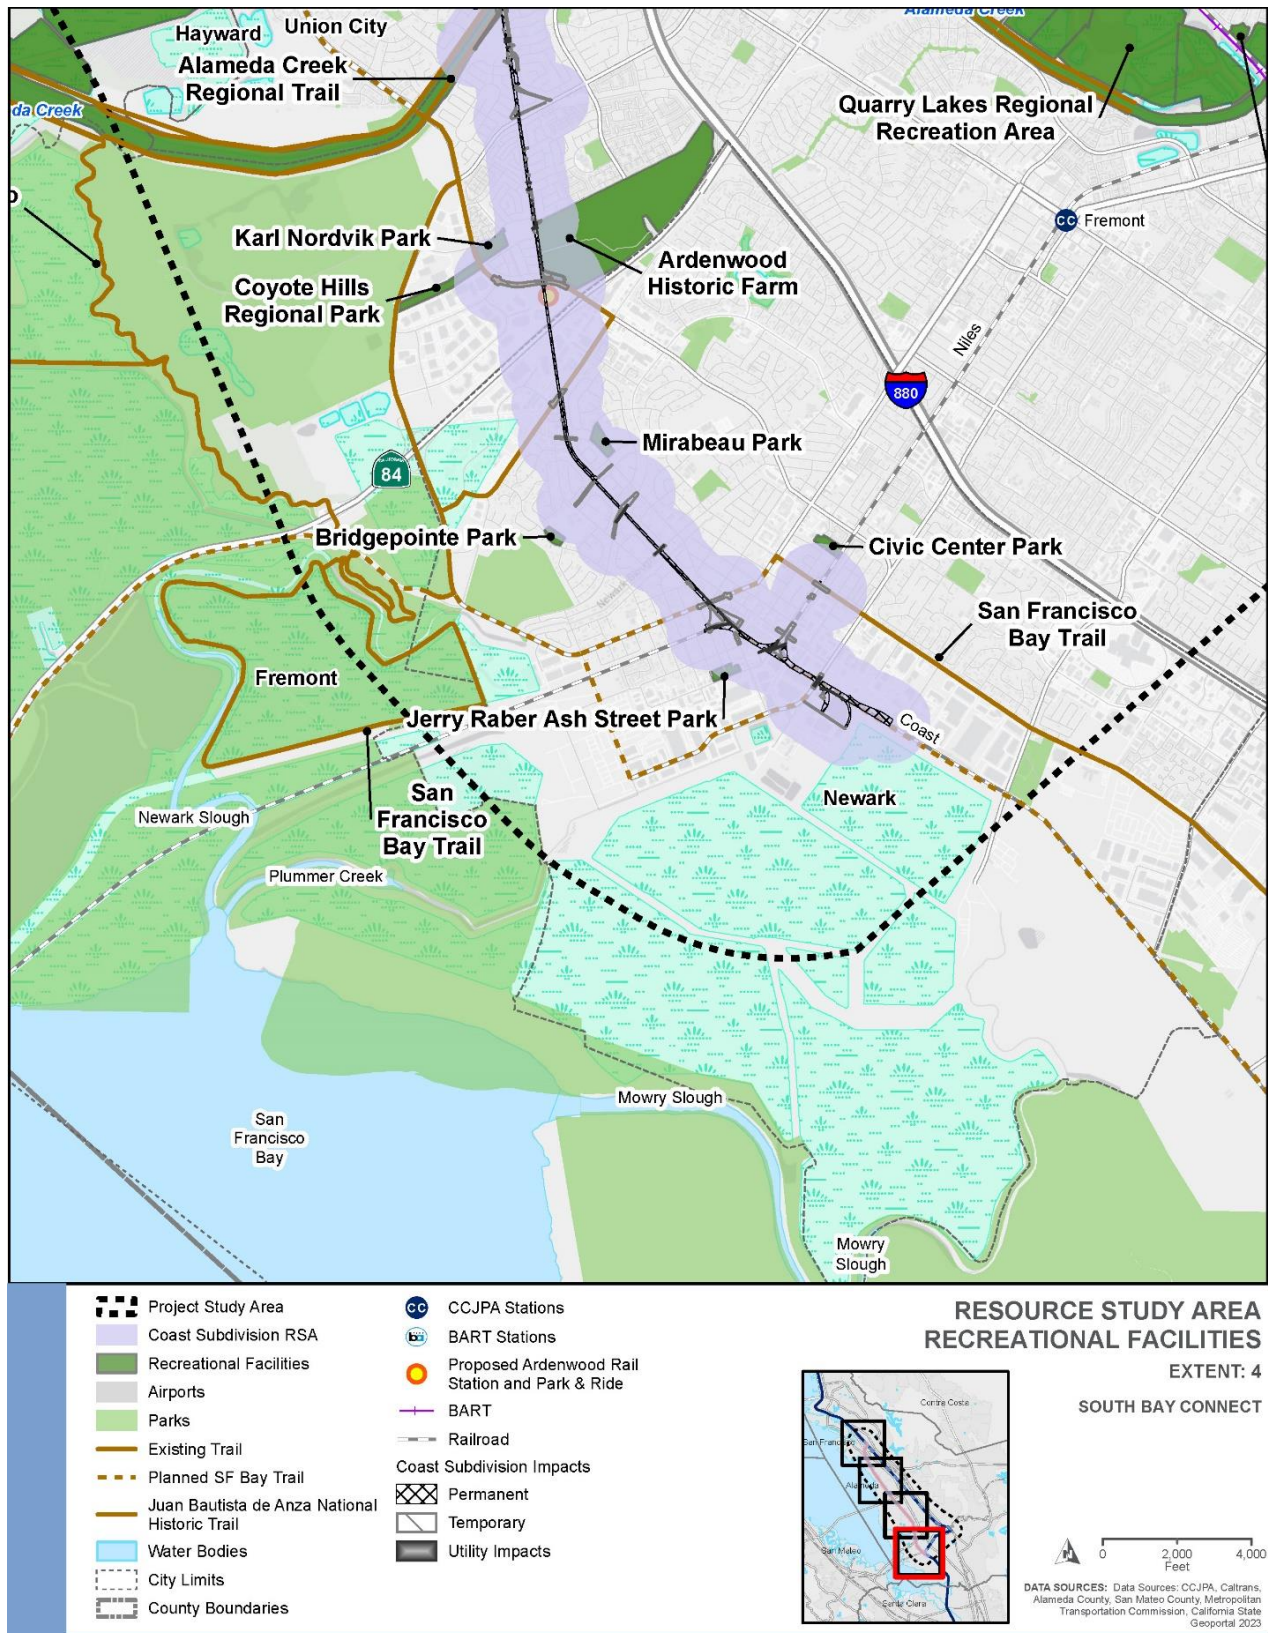 Alameda Creek
Hayward
Union City
Alameda Creek
Regional Trail
Quarry Lakes Regional
Recreation Area
da Creek
o
Karl Nordvik Park
CC Fremont
Ardenwood
Historic Farm
Coyote Hills
Regional Park
Niles
880
Mirabeau Park
84
Bridgepointe Park
Civic Center Park
San Francisco
Bay Trail
Fremont
Jerry Raber Ash Street Park
Coast
San
Francisco
Bay Trail
Newark
Newark Slough
Plummer Creek
Mowry Slough
San
Francisco
Bay
Mowry
Slough
Project Study Area
Coast Subdivision RSA
Recreational Facilities
Airports
Parks
Existing Trail
Planned SF Bay Trail
Juan Bautista de Anza National
Historic Trail
Water Bodies
City Limits
County Boundaries
CC CCJPA Stations
BART Stations
Proposed Ardenwood Rail
Station and Park & Ride
BART
Railroad
Coast Subdivision Impacts
Permanent
Temporary
Utility Impacts
RESOURCE STUDY AREA
RECREATIONAL FACILITIES
EXTENT: 4
SOUTH BAY CONNECT
Contra Costa
San Francisco
Alameda
San Mateo
Santa Clara
N
0 2,000 4,000
Feet
DATA SOURCES: Data Sources: CCJPA, Caltrans,
Alameda County, San Mateo County, Metropolitan
Transportation Commission, California State
Geoportal 2023